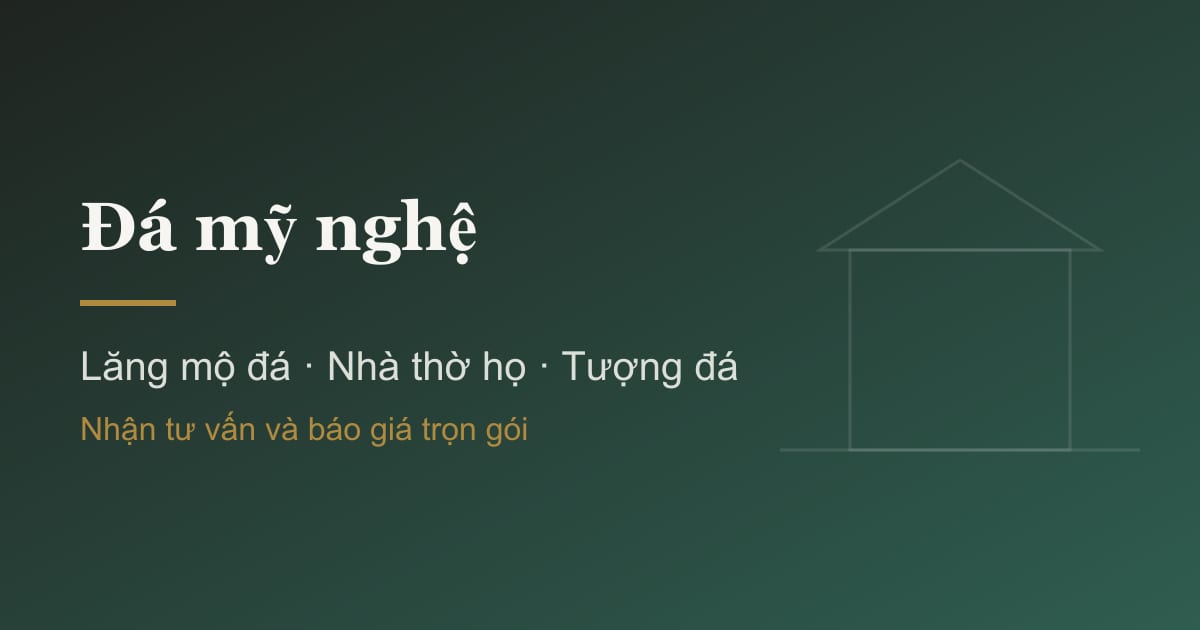 Đá mỹ nghệ
Lăng mộ đá · Nhà thờ họ · Tượng đá
Nhận tư vấn và báo giá trọn gói